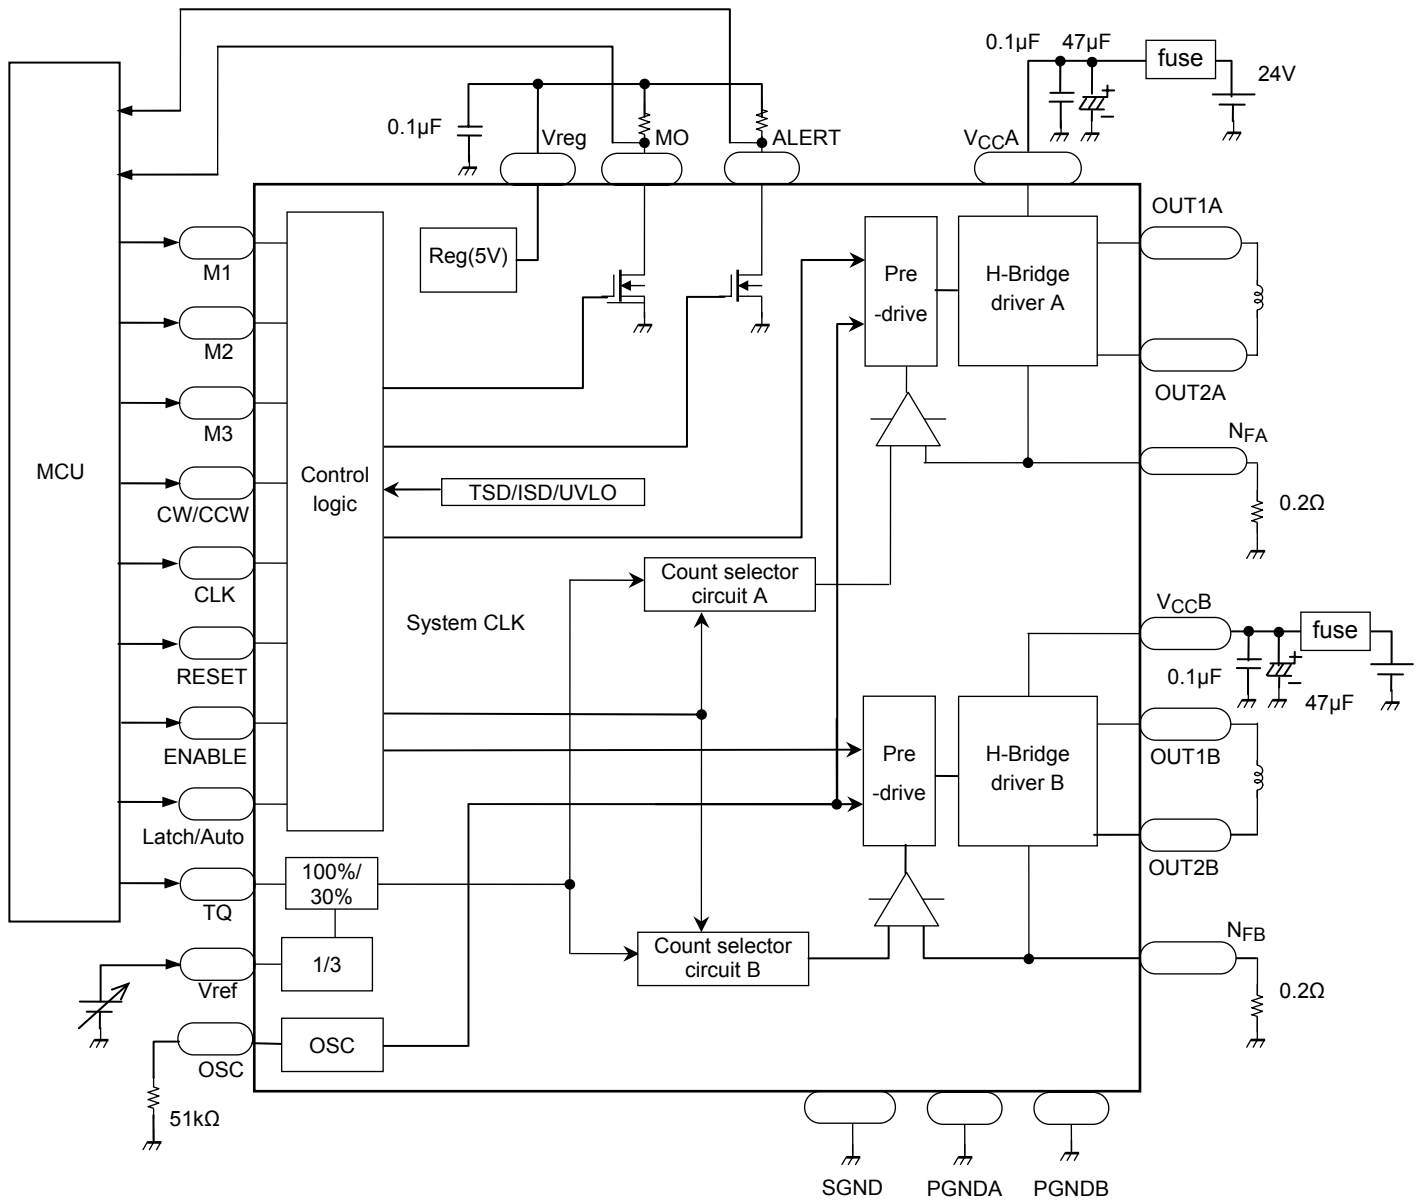 0.1µF
47µF
fuse
24V
0.1µF
Vreg
MO
ALERT
VCCA
OUT1A
M1
Reg(5V)
Pre
-drive
H-Bridge
driver A
M2
OUT2A
M3
NFA
MCU
Control
logic
TSD/ISD/UVLO
0.2Ω
CW/CCW
CLK
Count selector
circuit A
VCCB
System CLK
fuse
RESET
0.1µF
47µF
ENABLE
Pre
-drive
H-Bridge
driver B
OUT1B
Latch/Auto
100%/
30%
OUT2B
TQ
NFB
Count selector
circuit B
1/3
Vref
0.2Ω
OSC
OSC
51kΩ
SGND
PGNDA
PGNDB